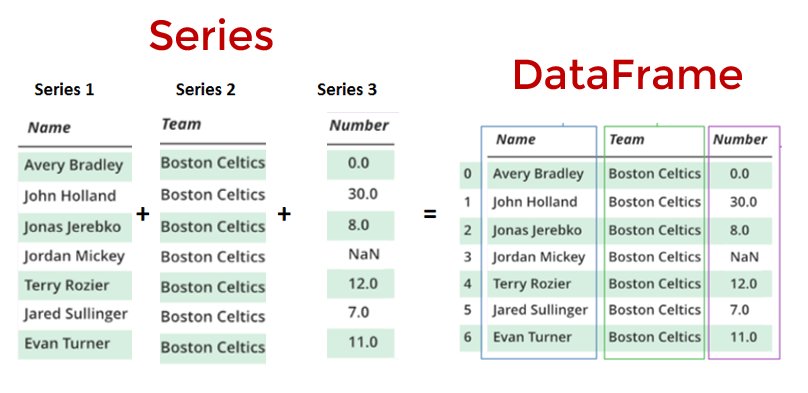 Series
DataFrame
Series 1 Series 2 Series 3
Name Team Number
Avery Bradley Boston Celtics 0.0
John Holland Boston Celtics 30.0
Jonas Jerebko Boston Celtics 8.0
Jordan Mickey Boston Celtics NaN
Terry Rozier Boston Celtics 12.0
Jared Sullinger Boston Celtics 7.0
Evan Turner Boston Celtics 11.0
+ + =
Name Team Number
0 Avery Bradley Boston Celtics 0.0
1 John Holland Boston Celtics 30.0
2 Jonas Jerebko Boston Celtics 8.0
3 Jordan Mickey Boston Celtics NaN
4 Terry Rozier Boston Celtics 12.0
5 Jared Sullinger Boston Celtics 7.0
6 Evan Turner Boston Celtics 11.0